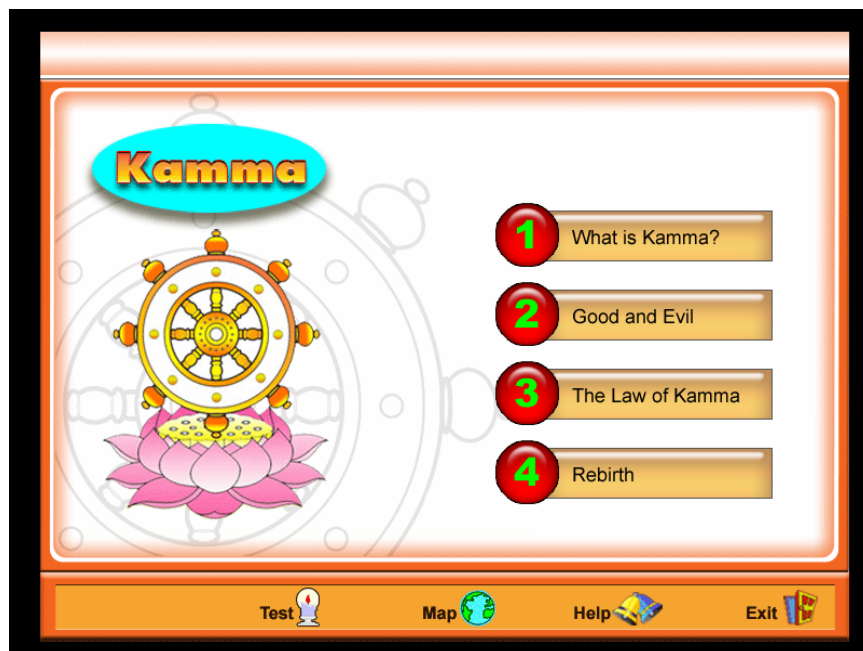 Kamma
1 What is Kamma?
2 Good and Evil
3 The Law of Kamma
4 Rebirth
Test Map Help Exit